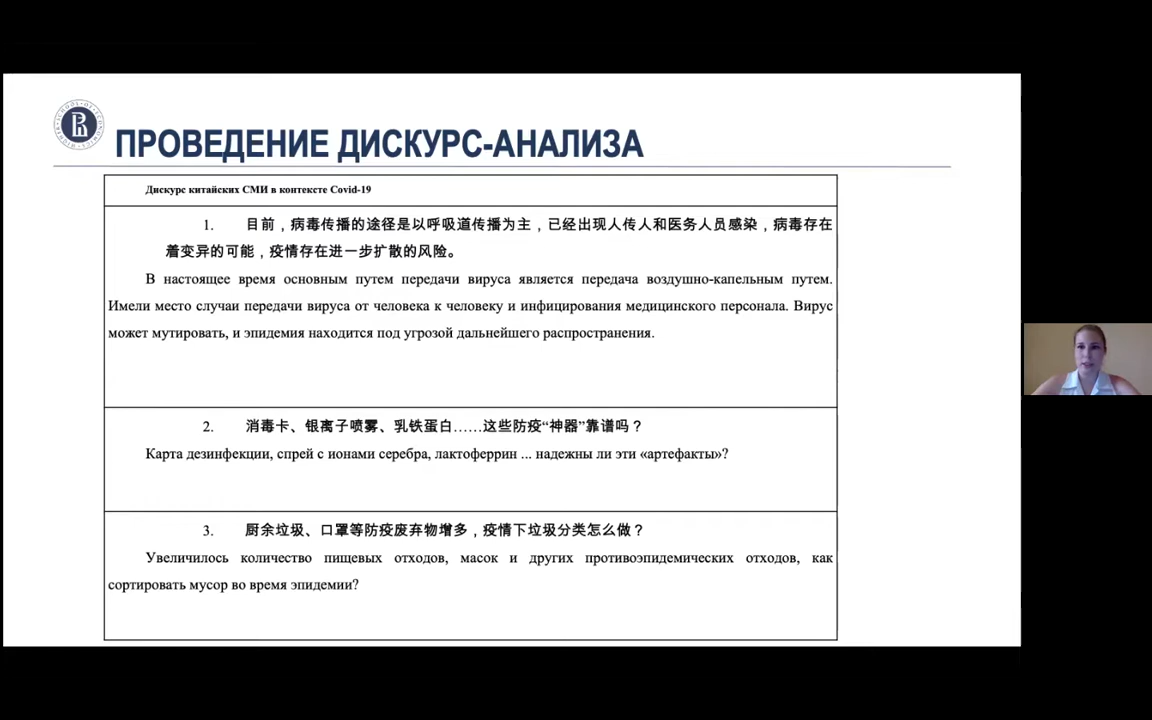 ПРОВЕДЕНИЕ ДИСКУРС-АНАЛИЗА
Дискурс китайских СМИ в контексте Covid-19
1. 目前，病毒传播的途径是以呼吸道传播为主，已经出现人传人和医务人员感染，病毒存在
着变异的可能，疫情存在进一步扩散的风险。
В настоящее время основным путем передачи вируса является передача воздушно-капельным путем.
Имели место случаи передачи вируса от человека к человеку и инфицирования медицинского персонала. Вирус
может мутировать, и эпидемия находится под угрозой дальнейшего распространения.
2. 消毒卡、银离子喷雾、乳铁蛋白……这些防疫“神器”靠谱吗？
Карта дезинфекции, спрей с ионами серебра, лактоферрин ... надежны ли эти «артефакты»?
3. 厨余垃圾、口罩等防疫废弃物增多，疫情下垃圾分类怎么做？
Увеличилось количество пищевых отходов, масок и других противоэпидемических отходов, как
сортировать мусор во время эпидемии?